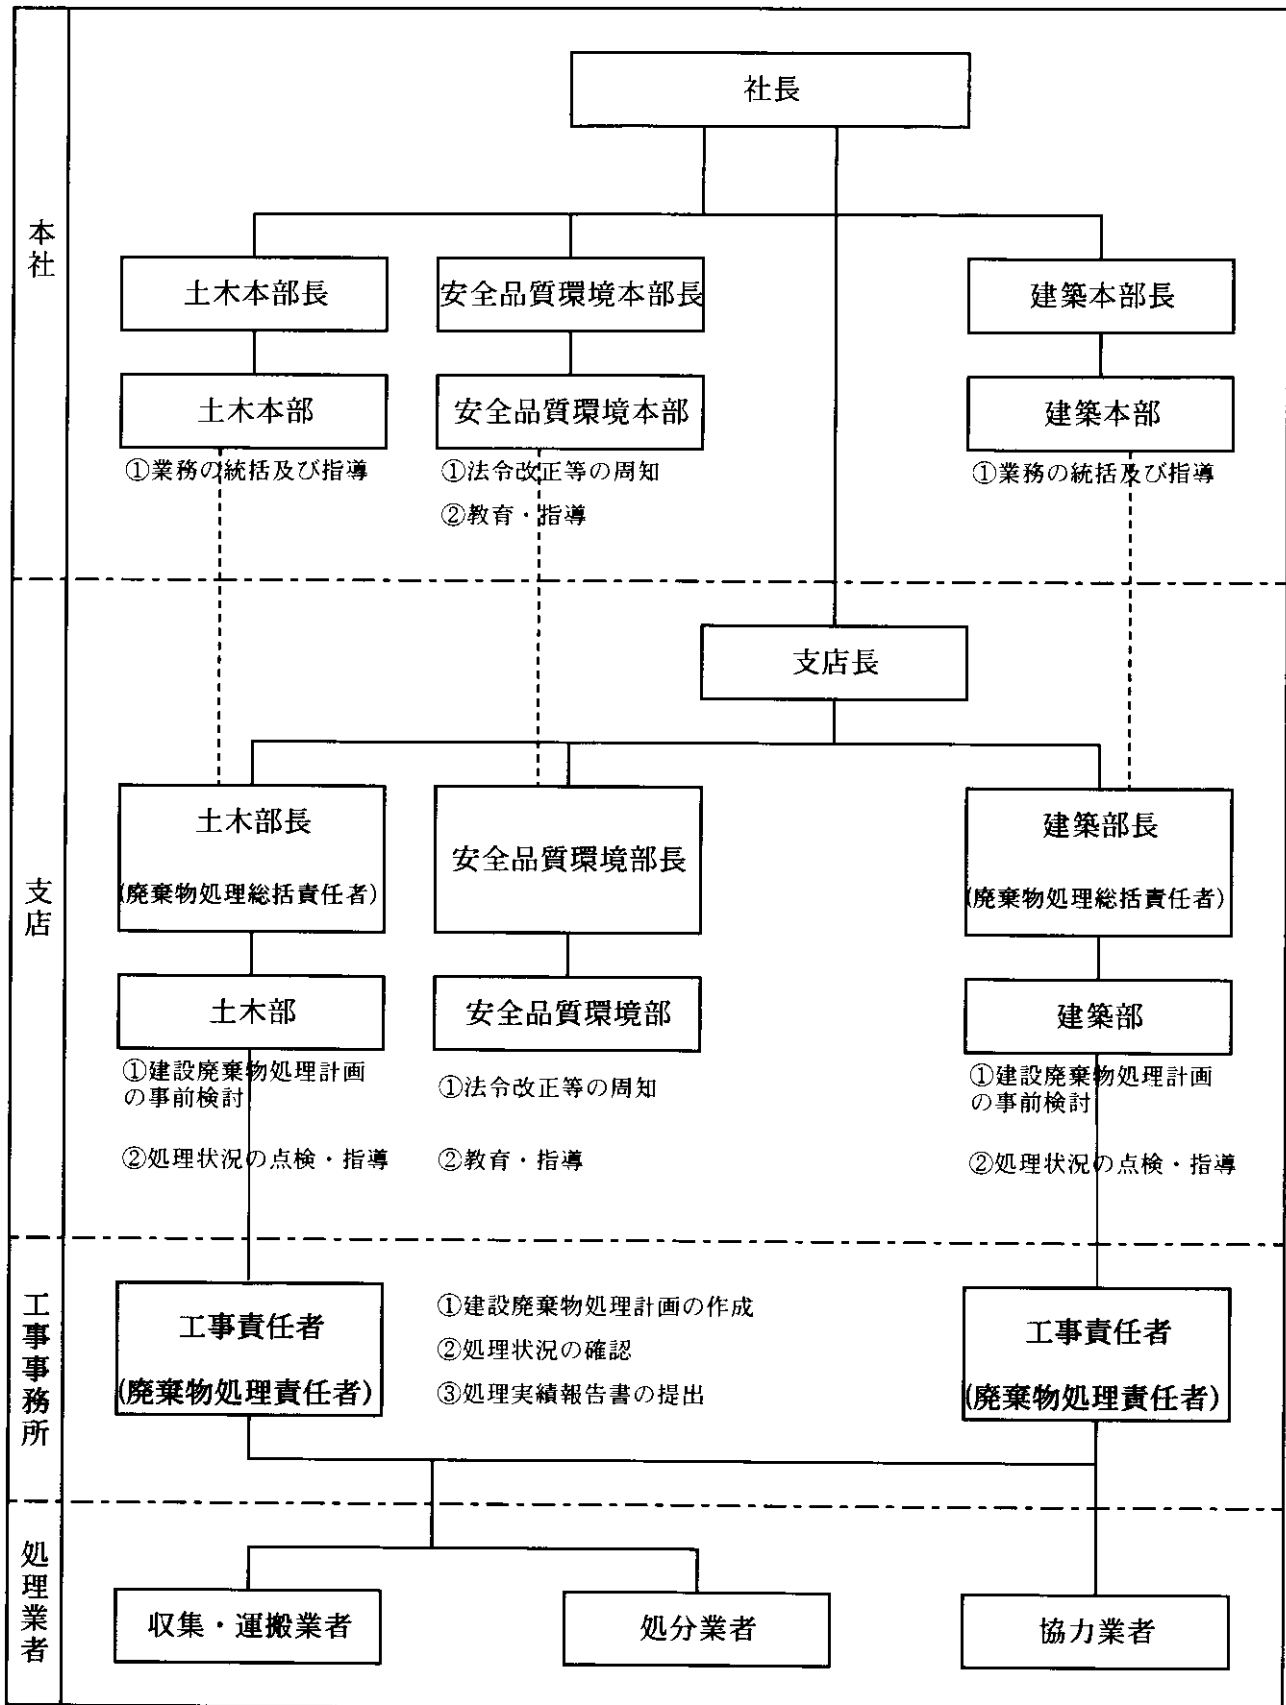 本社
社長
土木本部長
安全品質環境本部長
建築本部長
土木本部
安全品質環境本部
建築本部
①業務の統括及び指導
①法令改正等の周知
②教育・指導
①業務の統括及び指導
支店
支店長
土木部長
(廃棄物処理総括責任者)
安全品質環境部長
建築部長
(廃棄物処理総括責任者)
土木部
安全品質環境部
建築部
①建設廃棄物処理計画
の事前検討
②処理状況の点検・指導
①法令改正等の周知
②教育・指導
①建設廃棄物処理計画
の事前検討
②処理状況の点検・指導
工事事務所
工事責任者
(廃棄物処理責任者)
①建設廃棄物処理計画の作成
②処理状況の確認
③処理実績報告書の提出
工事責任者
(廃棄物処理責任者)
処理業者
収集・運搬業者
処分業者
協力業者